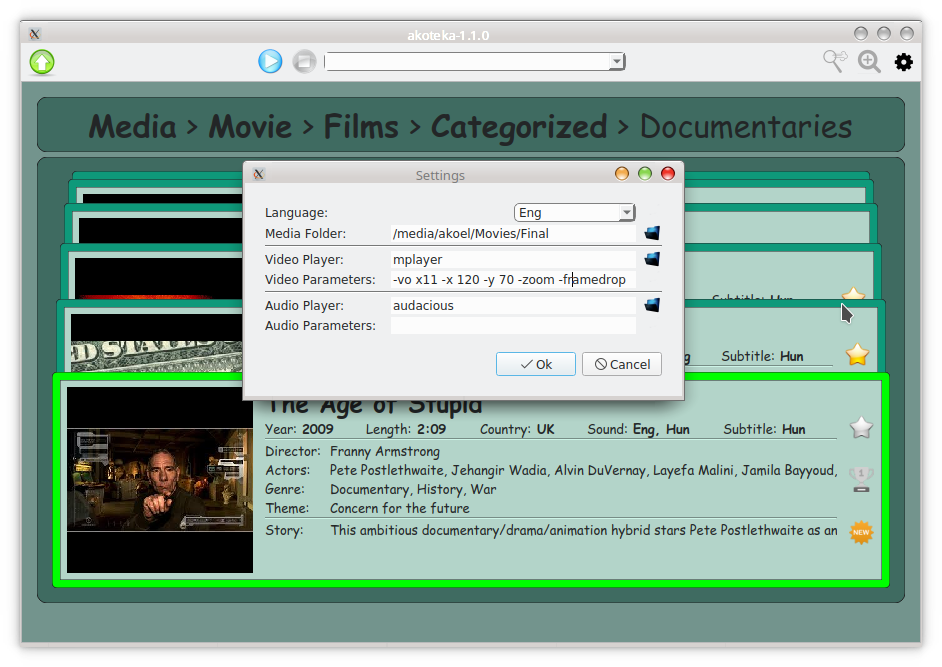 akoteka-1.1.0
Media > Movie > Films > Categorized > Documentaries
Settings
Language: Eng
Media Folder: /media/akoel/Movies/Final
Video Player: mplayer
Video Parameters: -vo x11 -x 120 -y 70 -zoom -framedrop
Audio Player: audacious
Audio Parameters:
Ok Cancel
Subtitle: Hun
Subtitle: Hun
The Age of Stupid
Year: 2009 Length: 2:09 Country: UK Sound: Eng, Hun Subtitle: Hun
Director: Franny Armstrong
Actors: Pete Postlethwaite, Jehangir Wadia, Alvin DuVernay, Layefa Malini, Jamila Bayyoud,
Genre: Documentary, History, War
Theme: Concern for the future
Story: This ambitious documentary/drama/animation hybrid stars Pete Postlethwaite as an
1
NEW